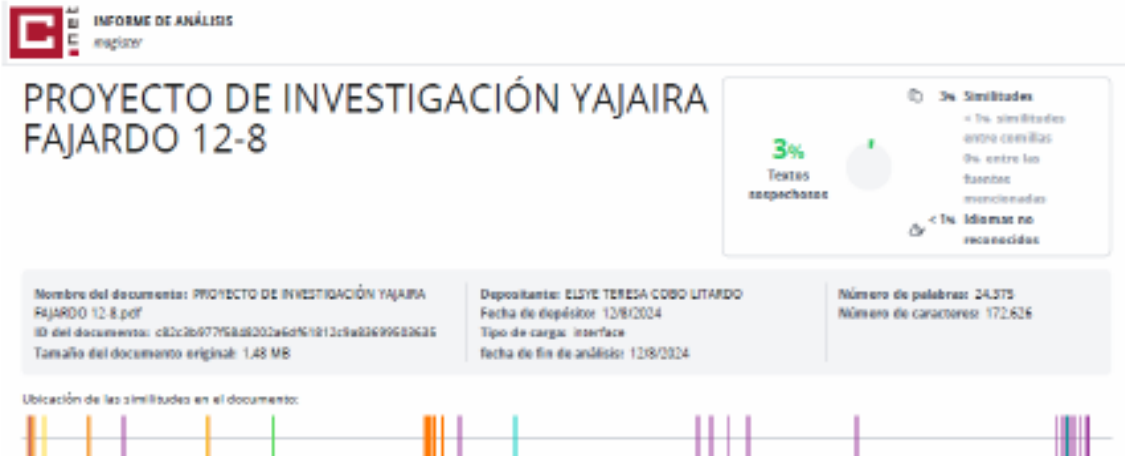 INFORME DE ANÁLISIS
magister
PROYECTO DE INVESTIGACIÓN YAJAIRA
FAJARDO 12-8
3%
Textos
sospechosos
3% Similitudes
< 1% similitudes
entre comillas
0% entre las
fuentes
mencionadas
< 1% Idiomas no
reconocidos
Nombre del documento: PROYECTO DE INVESTIGACIÓN YAJAIRA
FAJARDO 12-8.pdf
ID del documento:
Tamaño del documento original: 1,48 MB
Depositante: ELSYE TERESA COBO LITARDO
Fecha de depósito: 12/8/2024
Tipo de carga: interface
fecha de fin de análisis: 12/8/2024
Número de palabras: 24.375
Número de caracteres: 172.626
Ubicación de las similitudes en el documento: